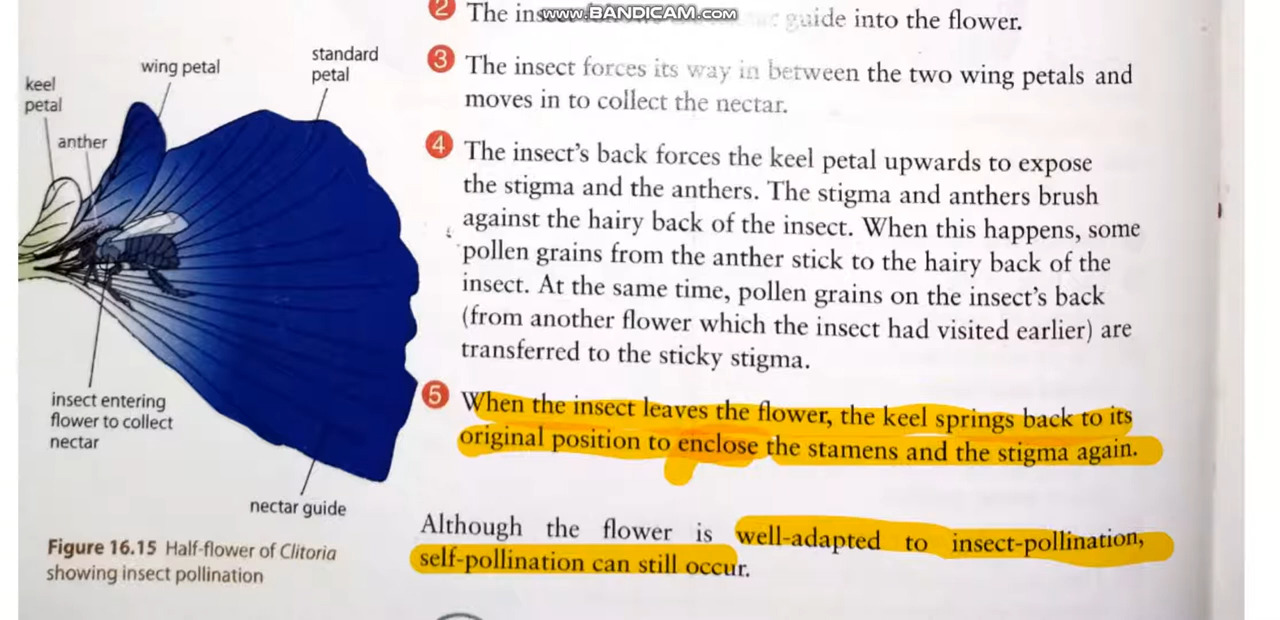 www.BANDICAM.com
2 The insect guide into the flower.
3 The insect forces its way in between the two wing petals and
moves in to collect the nectar.
4 The insect's back forces the keel petal upwards to expose
the stigma and the anthers. The stigma and anthers brush
against the hairy back of the insect. When this happens, some
pollen grains from the anther stick to the hairy back of the
insect. At the same time, pollen grains on the insect's back
(from another flower which the insect had visited earlier) are
transferred to the sticky stigma.
5 When the insect leaves the flower, the keel springs back to its
original position to enclose the stamens and the stigma again.
Although the flower is well-adapted to insect-pollination,
self-pollination can still occur.
standard
petal
wing petal
keel
petal
anther
insect entering
flower to collect
nectar
nectar guide
Figure 16.15 Half-flower of Clitoria
showing insect pollination